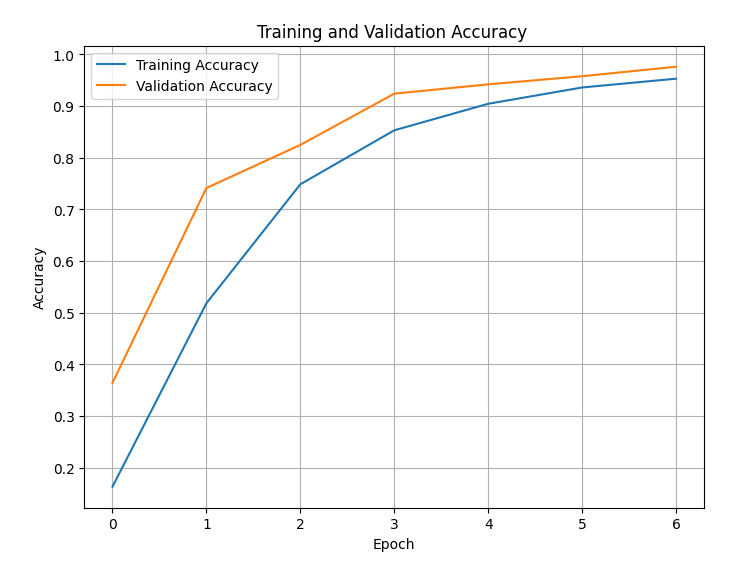 Training and Validation Accuracy
Training Accuracy
Validation Accuracy
1.0
0.9
0.8
0.7
0.6
0.5
0.4
0.3
0.2
Accuracy
0 1 2 3 4 5 6
Epoch